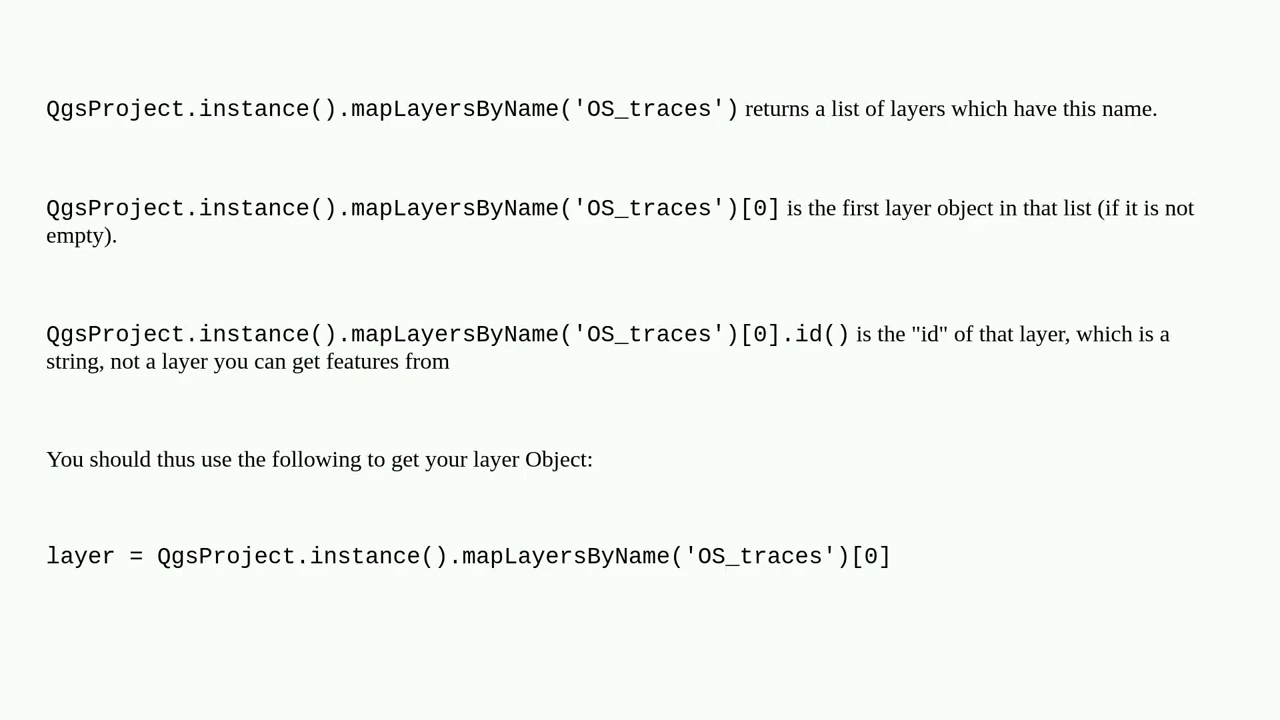 QgsProject.instance().mapLayersByName('OS_traces') returns a list of layers which have this name.
QgsProject.instance().mapLayersByName('OS_traces')[0] is the first layer object in that list (if it is not
empty).
QgsProject.instance().mapLayersByName('OS_traces')[0].id() is the "id" of that layer, which is a
string, not a layer you can get features from
You should thus use the following to get your layer Object:
layer = QgsProject.instance().mapLayersByName('OS_traces')[0]